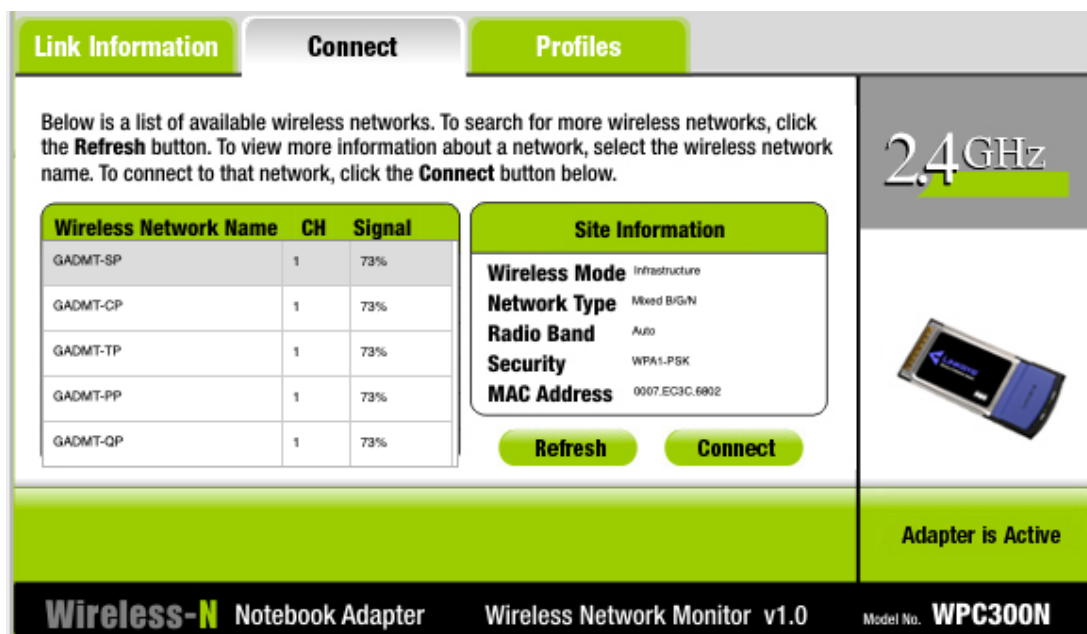 Link Information
Connect
Profiles
Below is a list of available wireless networks. To search for more wireless networks, click
the Refresh button. To view more information about a network, select the wireless network
name. To connect to that network, click the Connect button below.
2.4 GHz
Wireless Network Name CH Signal
GADMT-SP 1 73%
GADMT-CP 1 73%
GADMT-TP 1 73%
GADMT-PP 1 73%
GADMT-QP 1 73%
Site Information
Wireless Mode Infrastructure
Network Type Mixed B/G/N
Radio Band Auto
Security WPA1-PSK
MAC Address 0007.EC3C.6802
Refresh
Connect
LINKSYS
Adapter is Active
Wireless-N Notebook Adapter
Wireless Network Monitor v1.0
Model No. WPC300N